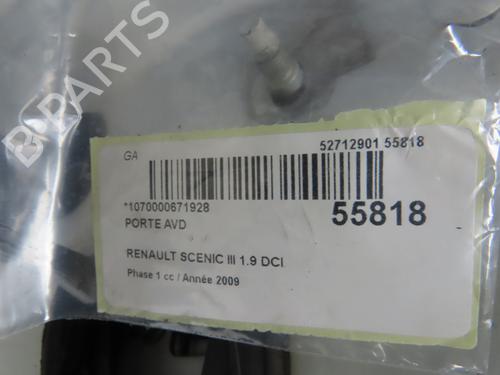 BPARTS
GA
52712901 55818
*1070000671928
55818
PORTE AVD
RENAULT SCENIC III 1.9 DCI
Phase 1 cc / Année 2009